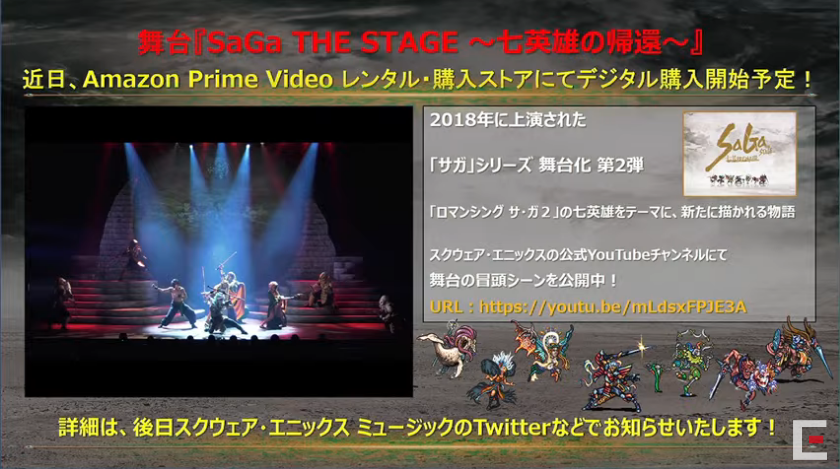 舞台『SaGa THE STAGE ～七英雄の帰還～』
近日、Amazon Prime Video レンタル・購入ストアにてデジタル購入開始予定！
2018年に上演された
「サガ」シリーズ 舞台化 第2弾
SaGa
「ロマンシング サ・ガ２」の七英雄をテーマに、新たに描かれる物語
スクウェア・エニックスの公式YouTubeチャンネルにて
舞台の冒頭シーンを公開中！
URL：https://youtu.be/mLdsxFPJE3A
詳細は、後日スクウェア・エニックス ミュージックのTwitterなどでお知らせいたします！